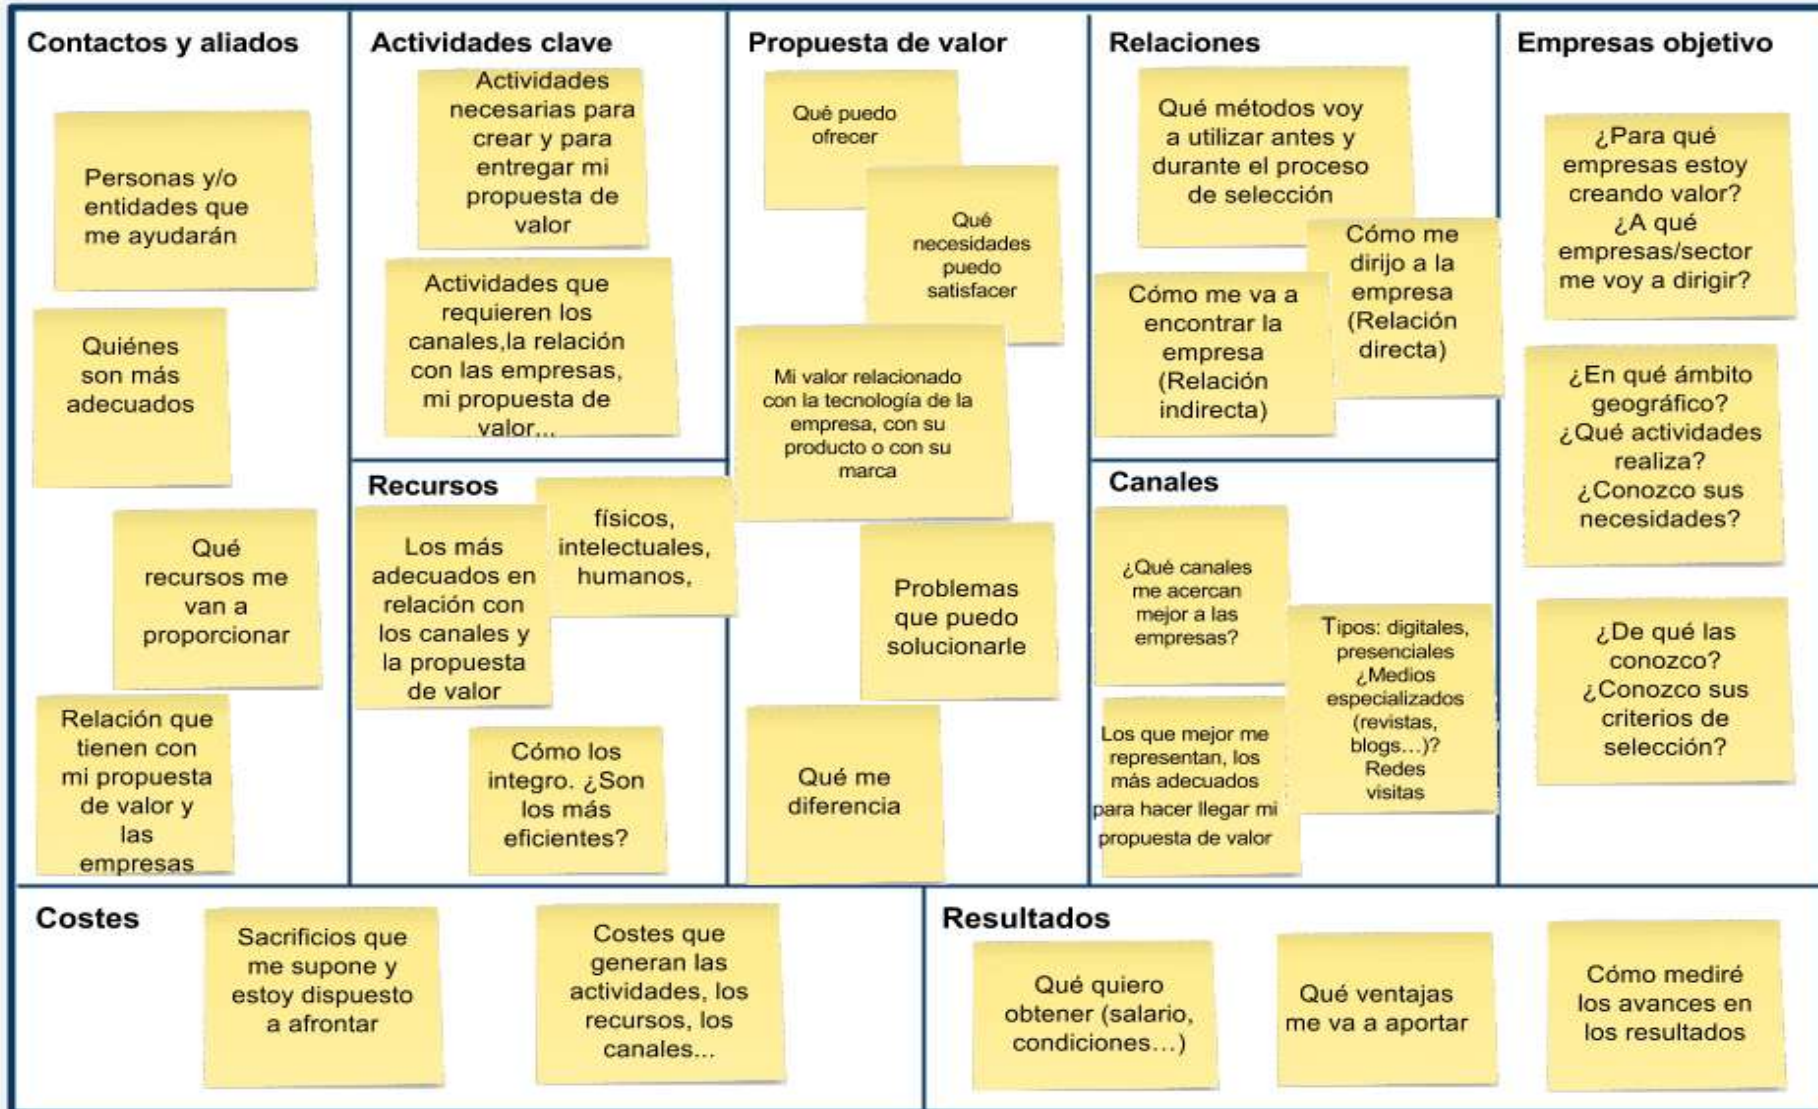 Contactos y aliados
Personas y/o
entidades que
me ayudarán
Quiénes
son más
adecuados
Qué
recursos me
van a
proporcionar
Relación que
tienen con
mi propuesta
de valor y
las
empresas
Actividades clave
Actividades
necesarias para
crear y para
entregar mi
propuesta de
valor
Actividades que
requieren los
canales,la relación
con las empresas,
mi propuesta de
valor...
Recursos
físicos,
intelectuales,
humanos,
Los más
adecuados en
relación con
los canales y
la propuesta
de valor
Cómo los
integro. ¿Son
los más
eficientes?
Propuesta de valor
Qué puedo
ofrecer
Qué
necesidades
puedo
satisfacer
Mi valor relacionado
con la tecnología de la
empresa, con su
producto o con su
marca
Problemas
que puedo
solucionarle
Qué me
diferencia
Relaciones
Qué métodos voy
a utilizar antes y
durante el proceso
de selección
Cómo me
dirijo a la
empresa
(Relación
directa)
Cómo me va a
encontrar la
empresa
(Relación
indirecta)
Canales
¿Qué canales
me acercan
mejor a las
empresas?
Tipos: digitales,
presenciales
¿Medios
especializados
(revistas,
blogs...)?
Redes
visitas
Los que mejor me
representan, los
más adecuados
para hacer llegar mi
propuesta de valor
Empresas objetivo
¿Para qué
empresas estoy
creando valor?
¿A qué
empresas/sector
me voy a dirigir?
¿En qué ámbito
geográfico?
¿Qué actividades
realiza?
¿Conozco sus
necesidades?
¿De qué las
conozco?
¿Conozco sus
criterios de
selección?
Costes
Sacrificios que
me supone y
estoy dispuesto
a afrontar
Costes que
generan las
actividades, los
recursos, los
canales...
Resultados
Qué quiero
obtener (salario,
condiciones...)
Qué ventajas
me va a aportar
Cómo mediré
los avances en
los resultados